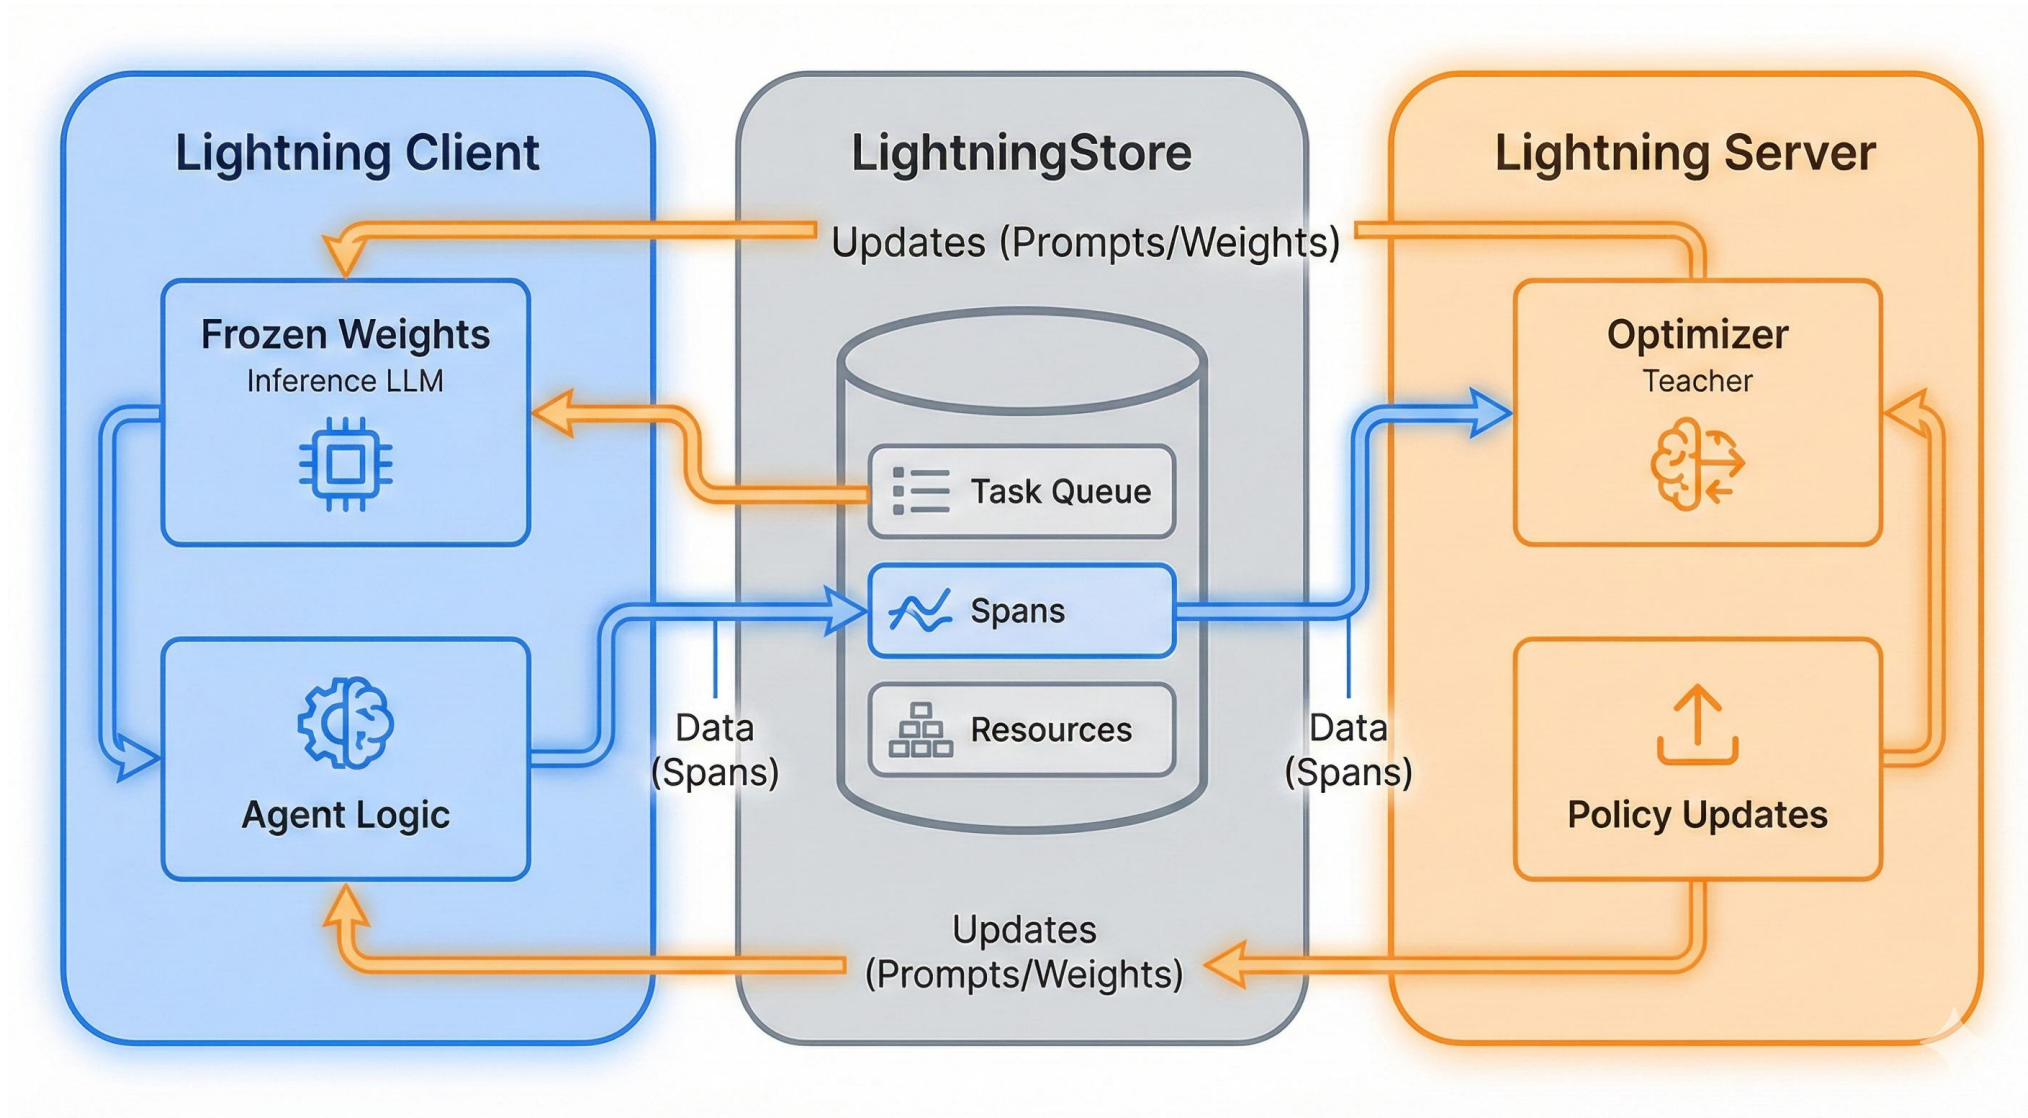 Lightning Client
LightningStore
Lightning Server
Updates (Prompts/Weights)
Frozen Weights
Inference LLM
Optimizer
Teacher
Task Queue
Spans
Resources
Data
(Spans)
Data
(Spans)
Agent Logic
Policy Updates
Updates
(Prompts/Weights)